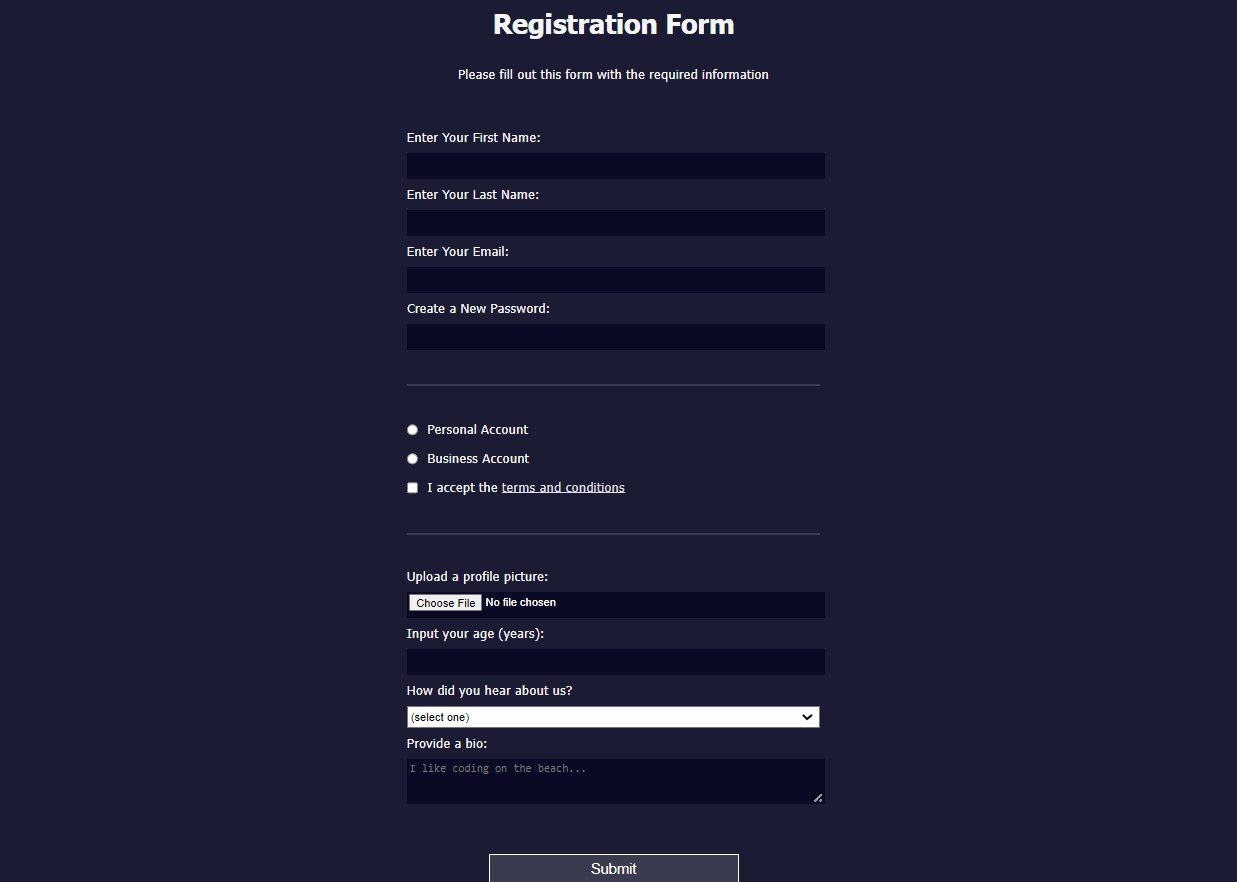 Registration Form
Please fill out this form with the required information
Enter Your First Name:
Enter Your Last Name:
Enter Your Email:
Create a New Password:
Personal Account
Business Account
I accept the terms and conditions
Upload a profile picture:
Choose File No file chosen
Input your age (years):
How did you hear about us?
(select one)
Provide a bio:
I like coding on the beach...
Submit